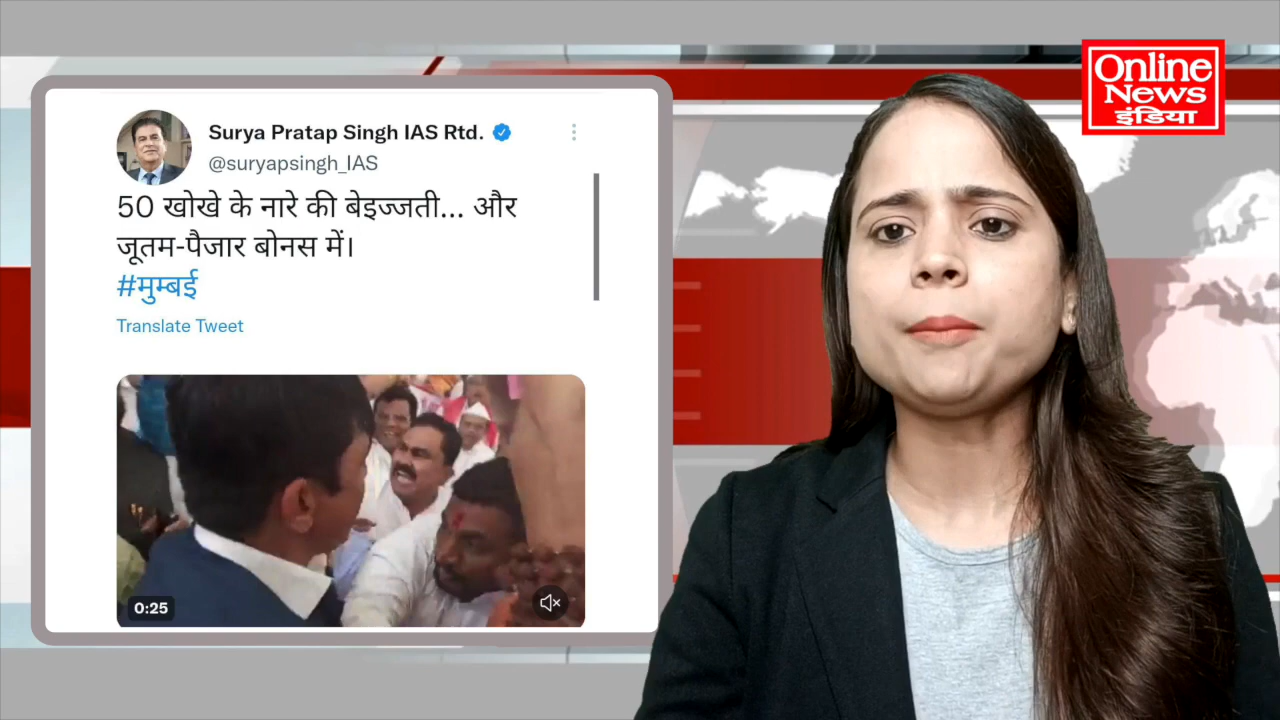 Surya Pratap Singh IAS Rtd.
@suryapsingh_IAS
50 खोखे के नारे की बेइज्जती... और
जूतम-पैजार बोनस में।
#मुम्बई
Translate Tweet
0:25
Online
News
इंडिया